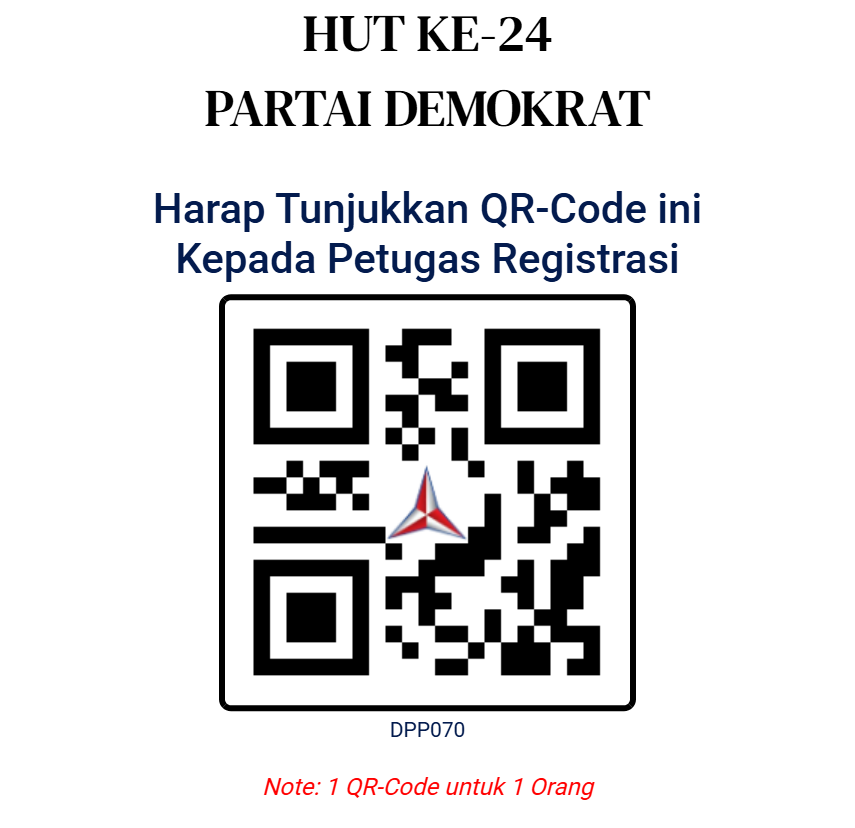 HUT KE-24
PARTAI DEMOKRAT
Harap Tunjukkan QR-Code ini
Kepada Petugas Registrasi
DPP070
Note: 1 QR-Code untuk 1 Orang